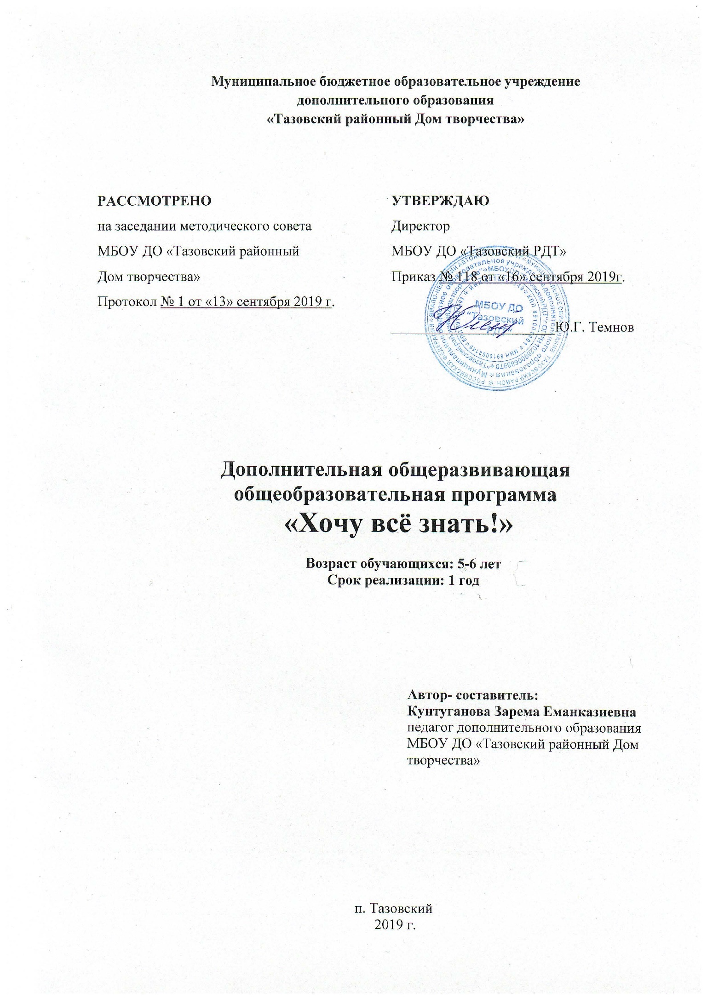 Муниципальное бюджетное образовательное учреждение
дополнительного образования
«Тазовский районный Дом творчества»
РАССМОТРЕНО
на заседании методического совета
МБОУ ДО «Тазовский районный
Дом творчества»
Протокол № 1 от «13» сентября 2019 г.
УТВЕРЖДАЮ
Директор
МБОУ ДО «Тазовский РДТ»
Приказ № 118 от «16» сентября 2019г.
Ю.Г. Темнов
МБОУ ДО
"Тазовский
РДТ"
Дополнительная общеразвивающая
общеобразовательная программа
«Хочу всё знать!»
Возраст обучающихся: 5-6 лет
Срок реализации: 1 год
Автор- составитель:
Кунтуганова Зарема Еманказиевна
педагог дополнительного образования
МБОУ ДО «Тазовский районный Дом
творчества»
п. Тазовский
2019 г.